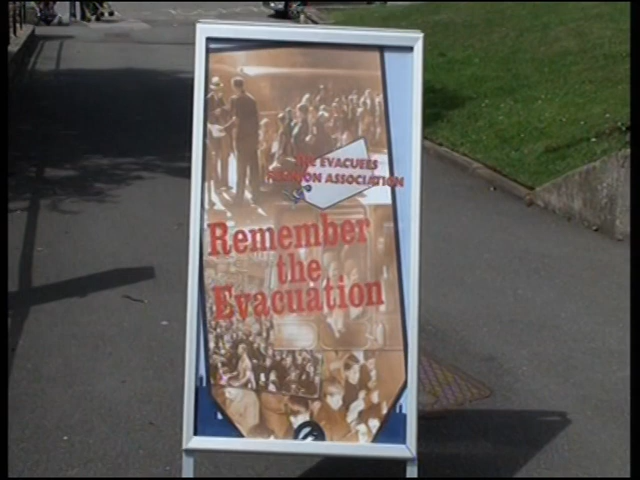 THE EVACUEES
REUNION ASSOCIATION
Remember
the
Evacuation